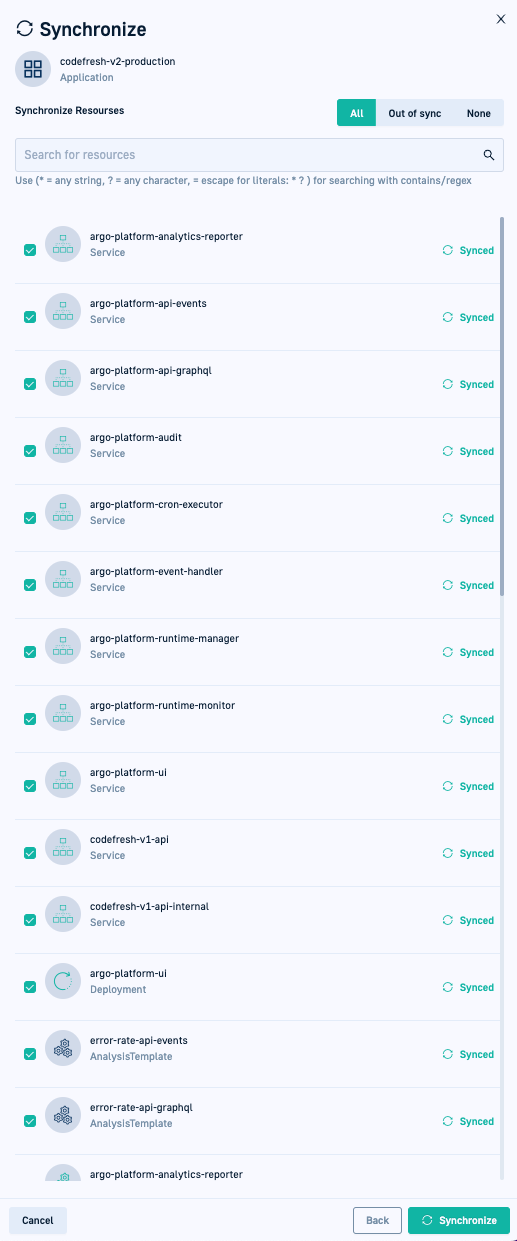 Synchronize
codefresh-v2-production
Application
Synchronize Resourses
All Out of sync None
Search for resources
Use (* = any string, ? = any character, = escape for literals: * ? ) for searching with contains/regex
argo-platform-analytics-reporter
Service
Synced
argo-platform-api-events
Service
Synced
argo-platform-api-graphql
Service
Synced
argo-platform-audit
Service
Synced
argo-platform-cron-executor
Service
Synced
argo-platform-event-handler
Service
Synced
argo-platform-runtime-manager
Service
Synced
argo-platform-runtime-monitor
Service
Synced
argo-platform-ui
Service
Synced
codefresh-v1-api
Service
Synced
codefresh-v1-api-internal
Service
Synced
argo-platform-ui
Deployment
Synced
error-rate-api-events
AnalysisTemplate
Synced
error-rate-api-graphql
AnalysisTemplate
Synced
argo-platform-analytics-reporter
Cancel Back Synchronize